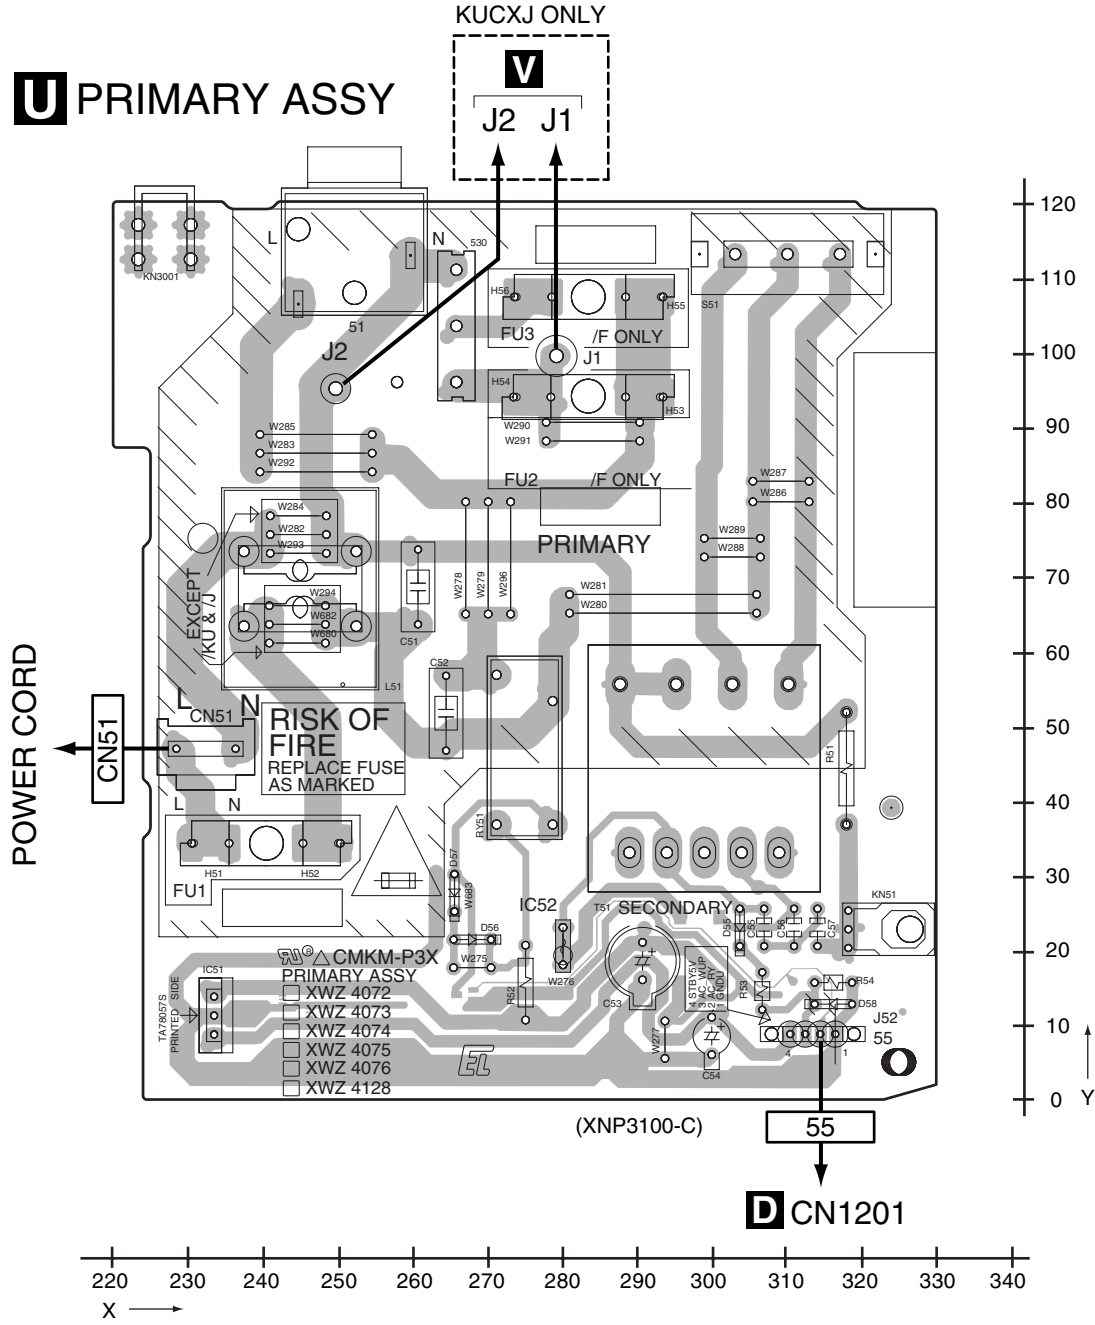 KUCXJ ONLY
V
J2 J1
U PRIMARY ASSY
KN3001
L
N
530
51
J2
H56
H55
FU3
/F ONLY
J1
H54
H53
S51
W290
W291
W285
W283
W292
FU2
/F ONLY
PRIMARY
W287
W286
W289
W288
W284
W282
W293
W294
W682
W680
EXCEPT
/KU & /J
L51
C51
W278
W279
W296
W281
W280
C52
POWER CORD
CN51
L N
CN51
RISK OF
FIRE
REPLACE FUSE
AS MARKED
L N
H51
H52
FU1
RY51
R51
D57
W683
IC52
T51
SECONDARY
D56
W275
R52
W276
D55
C55
C56
C57
KN51
CMKM-P3X
PRIMARY ASSY
XWZ 4072
XWZ 4073
XWZ 4074
XWZ 4075
XWZ 4076
XWZ 4128
IC51
TA78057S
PRINTED SIDE
C53
4 STBY5V
3 AC_WUP
2 AC_RY
1 GNDU
R53
R54
D58
J52
55
4
1
W277
C54
(XNP3100-C)
55
D CN1201
120
110
100
90
80
70
60
50
40
30
20
10
0
Y
220 230 240 250 260 270 280 290 300 310 320 330 340
X